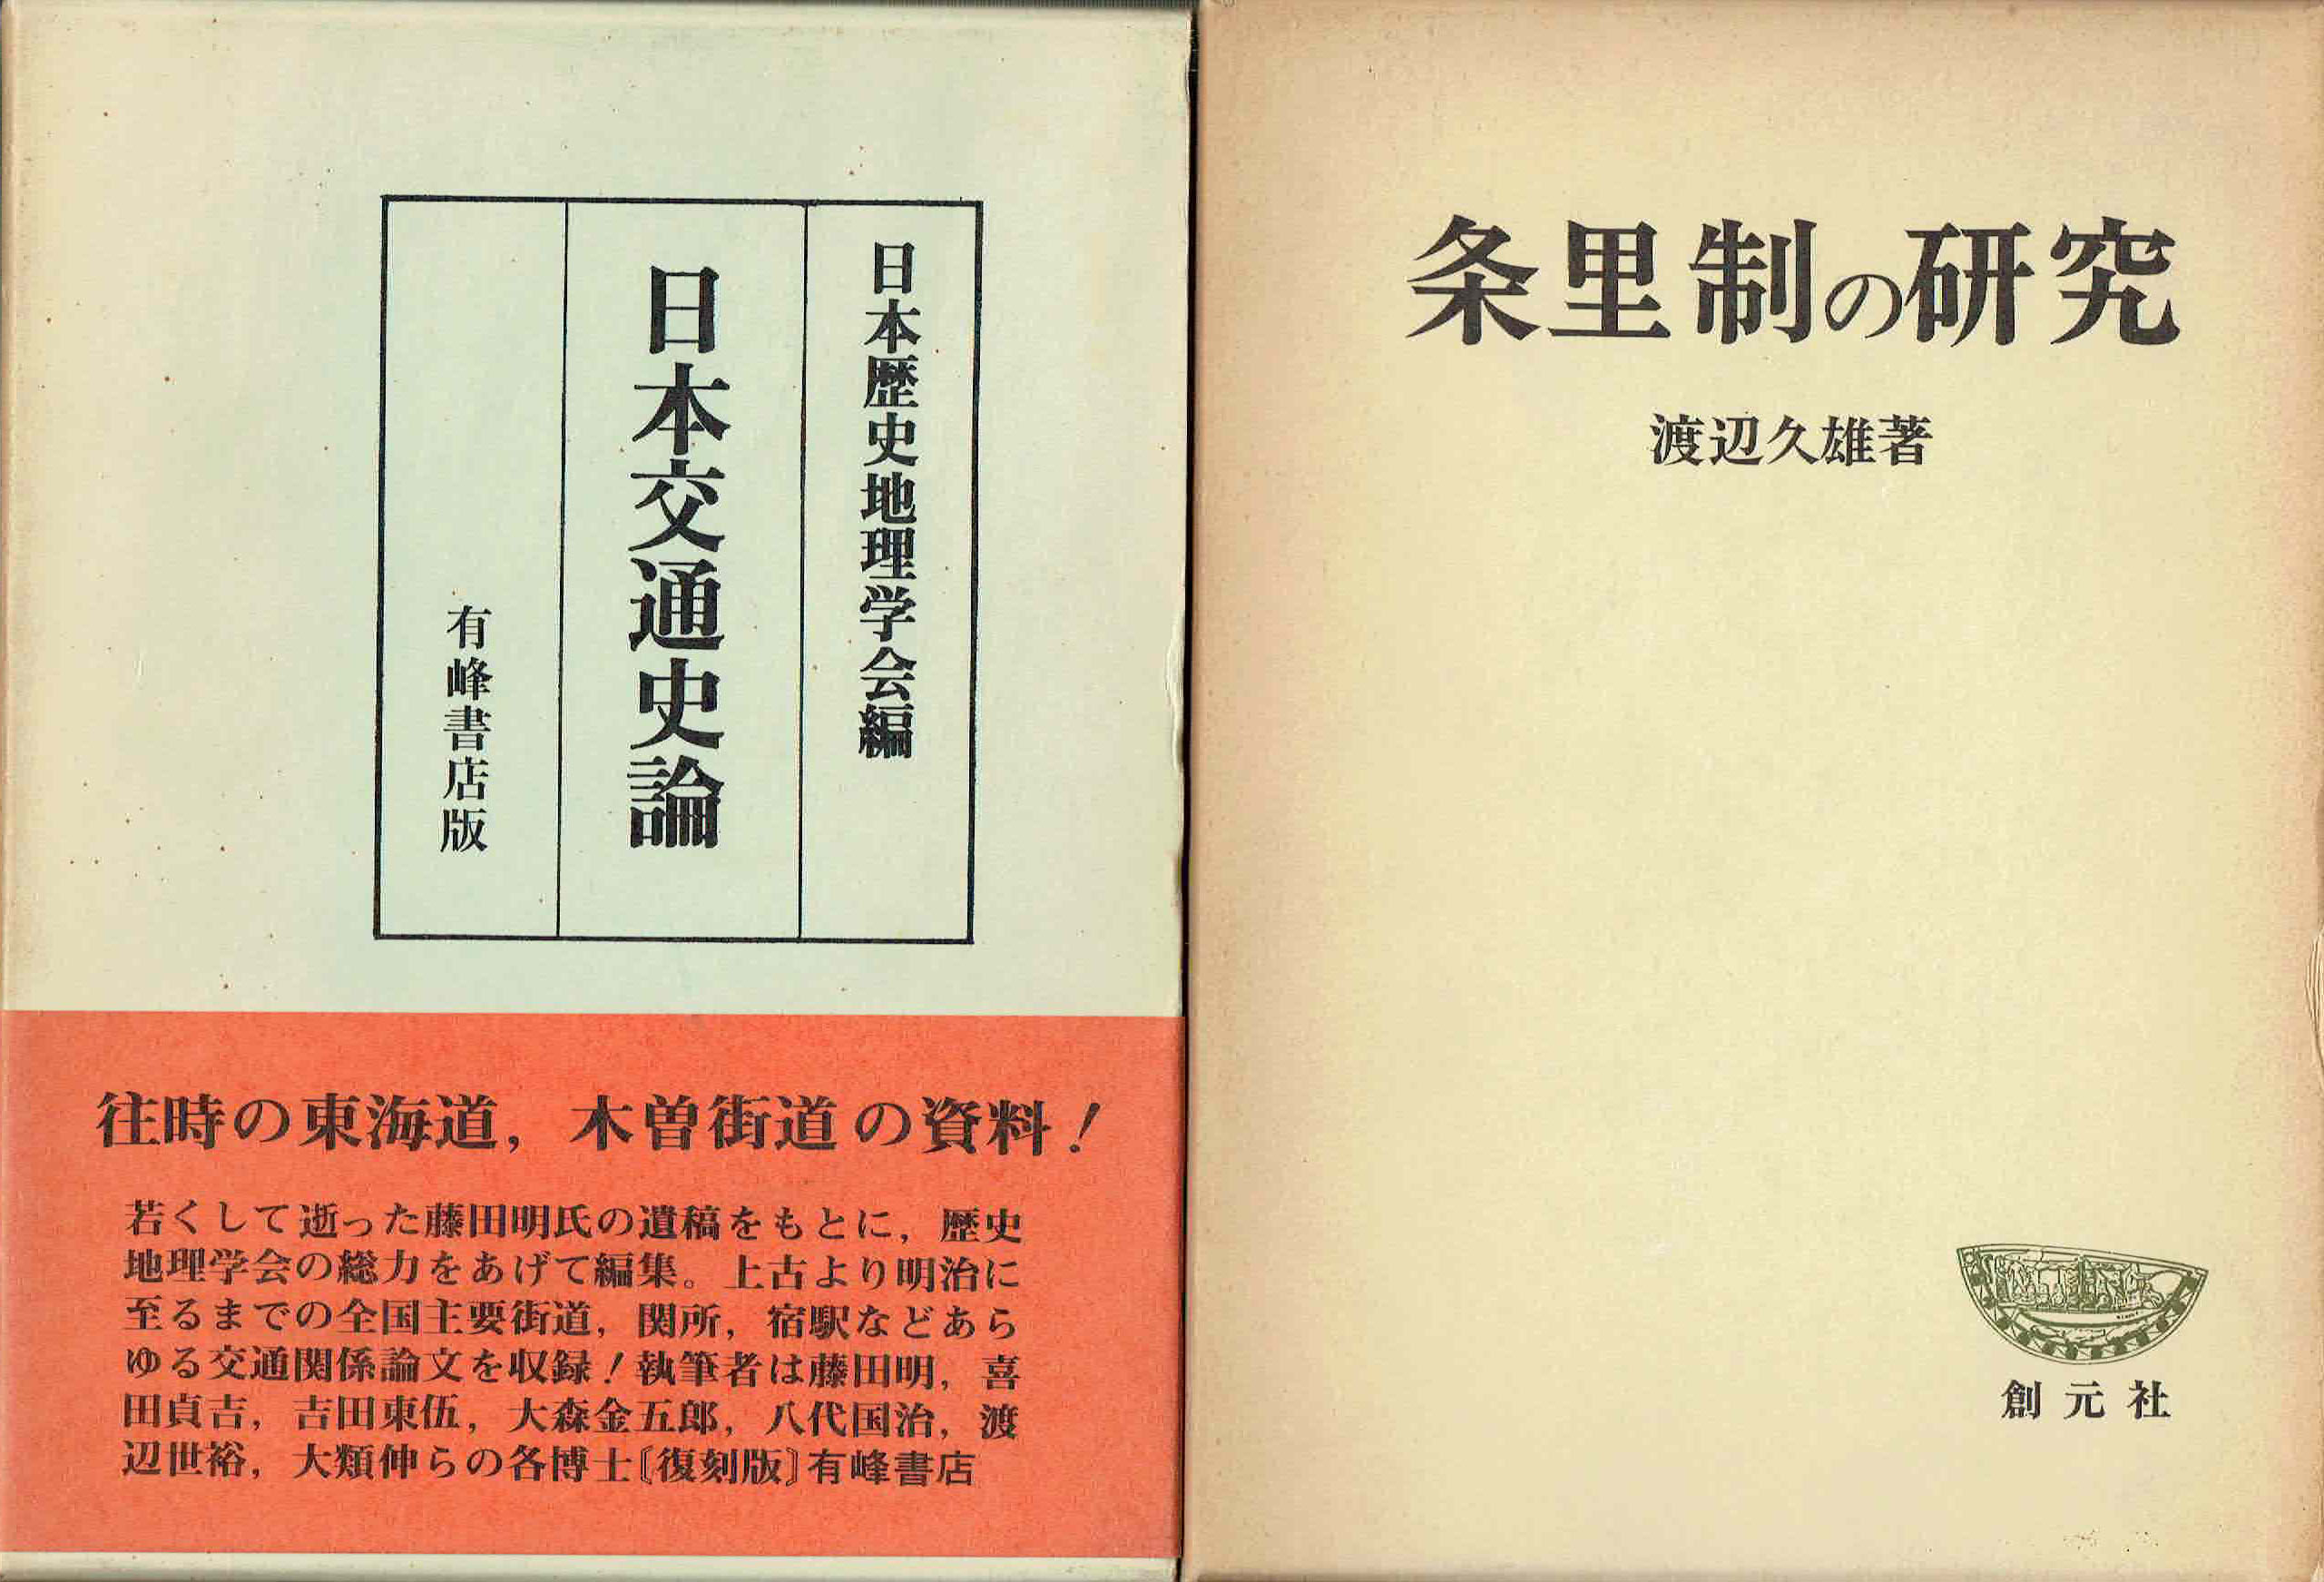 日本歴史地理学会編
日本交通史論
有峰書店版
往時の東海道，木曽街道の資料！
若くして逝った藤田明氏の遺稿をもとに，歴史
地理学会の総力をあげて編集。上古より明治に
至るまでの全国主要街道，関所，宿駅などあら
ゆる交通関係論文を収録！執筆者は藤田明，喜
田貞吉，吉田東伍，大森金五郎，八代国治，渡
辺世祐，大類伸らの各博士〔復刻版〕有峰書店
条里制の研究
渡辺久雄著
創元社